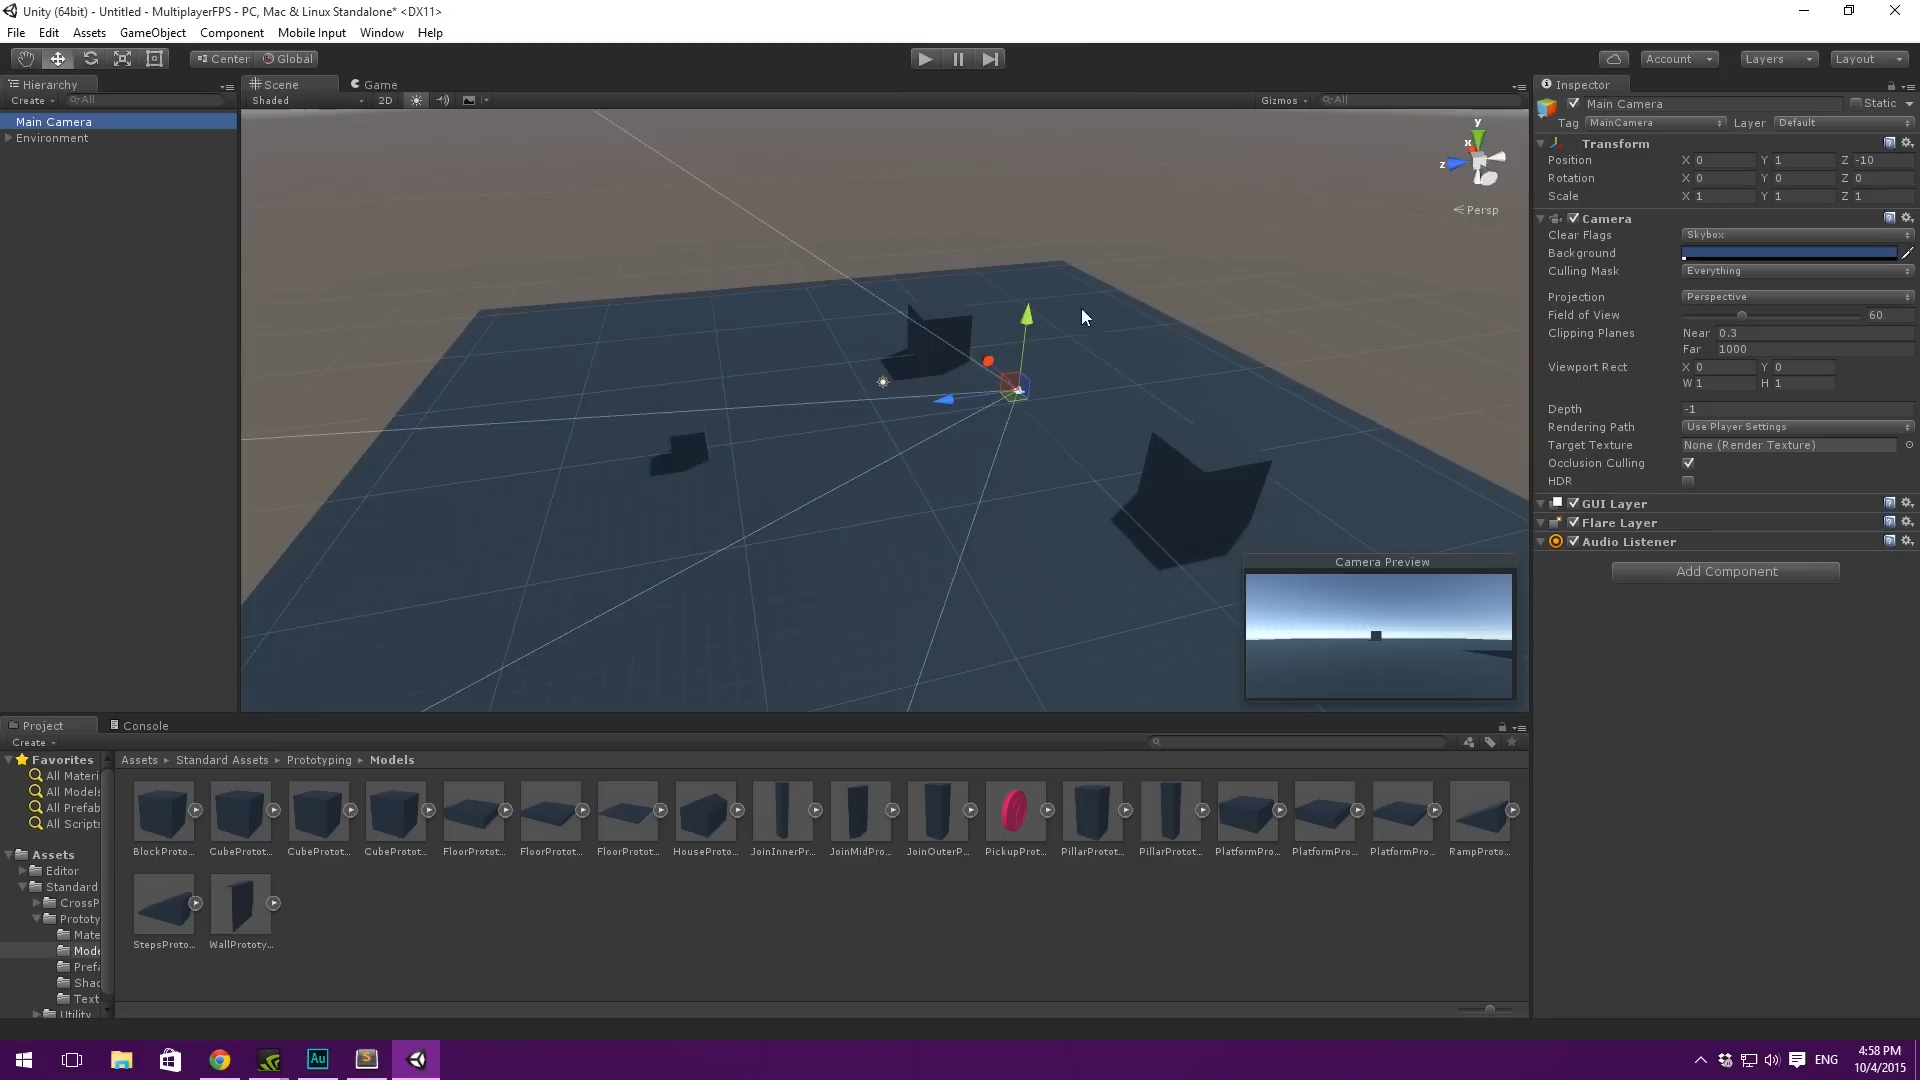 Unity (64bit) - Untitled - MultiplayerFPS - PC, Mac & Linux Standalone* <DX11>
File Edit Assets GameObject Component Mobile Input Window Help
Center Global
Account Layers Layout
Hierarchy
Create All
Main Camera
Environment
Scene Game
Shaded 2D Gizmos All
y
x
z
Persp
Camera Preview
Inspector
Main Camera Static
Tag MainCamera Layer Default
Transform
Position X 0 Y 1 Z -10
Rotation X 0 Y 0 Z 0
Scale X 1 Y 1 Z 1
Camera
Clear Flags Skybox
Background
Culling Mask Everything
Projection Perspective
Field of View 60
Clipping Planes Near 0.3
Far 1000
Viewport Rect X 0 Y 0
W 1 H 1
Depth -1
Rendering Path Use Player Settings
Target Texture None (Render Texture)
Occlusion Culling
HDR
GUI Layer
Flare Layer
Audio Listener
Add Component
Project Console
Create
Favorites
All Materi
All Models
All Prefab
All Scripts
Assets
Editor
Standard
CrossP
Prototy
Mate
Mode
Prefa
Shad
Text
Utility
Assets Standard Assets Prototyping Models
BlockProto... CubeProtot... CubeProtot... CubeProtot... FloorProtot... FloorProtot... FloorProtot... HouseProto... JoinInnerPr... JoinMidPro... JoinOuterP... PickupProt... PillarProtot... PillarProtot... PlatformPro... PlatformPro... PlatformPro... RampProto...
StepsProto... WallPrototy...
Au S ENG
4:58 PM
10/4/2015